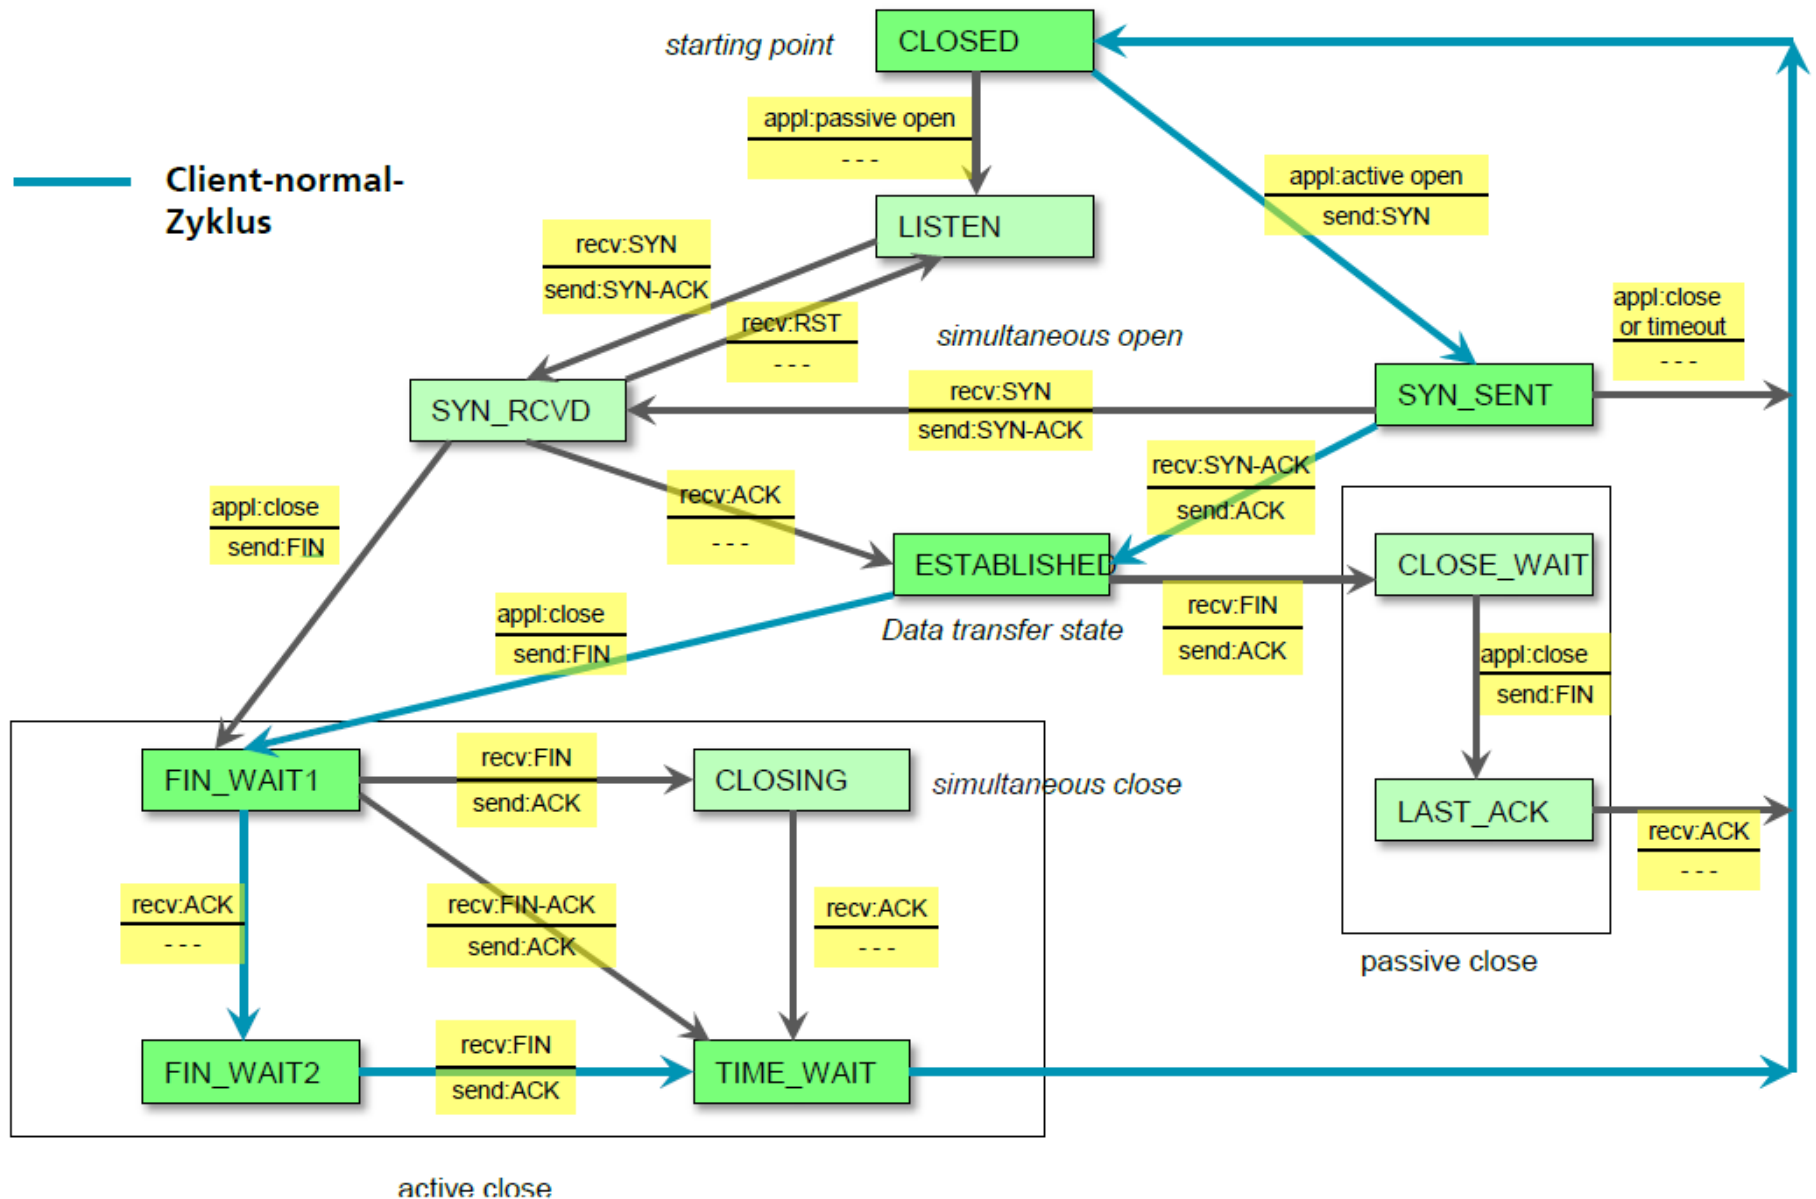 starting point
CLOSED
appl:passive open
- - -
Client-normal-
Zyklus
appl:active open
send:SYN
LISTEN
recv:SYN
send:SYN-ACK
recv:RST
- - -
simultaneous open
appl:close
or timeout
- - -
SYN_RCVD
recv:SYN
send:SYN-ACK
SYN_SENT
recv:SYN-ACK
send:ACK
appl:close
send:FIN
recv:ACK
- - -
ESTABLISHED
CLOSE_WAIT
Data transfer state
recv:FIN
send:ACK
appl:close
send:FIN
appl:close
send:FIN
FIN_WAIT1
recv:FIN
send:ACK
CLOSING
simultaneous close
LAST_ACK
recv:ACK
- - -
recv:ACK
- - -
recv:FIN-ACK
send:ACK
recv:ACK
- - -
passive close
FIN_WAIT2
recv:FIN
send:ACK
TIME_WAIT
active close